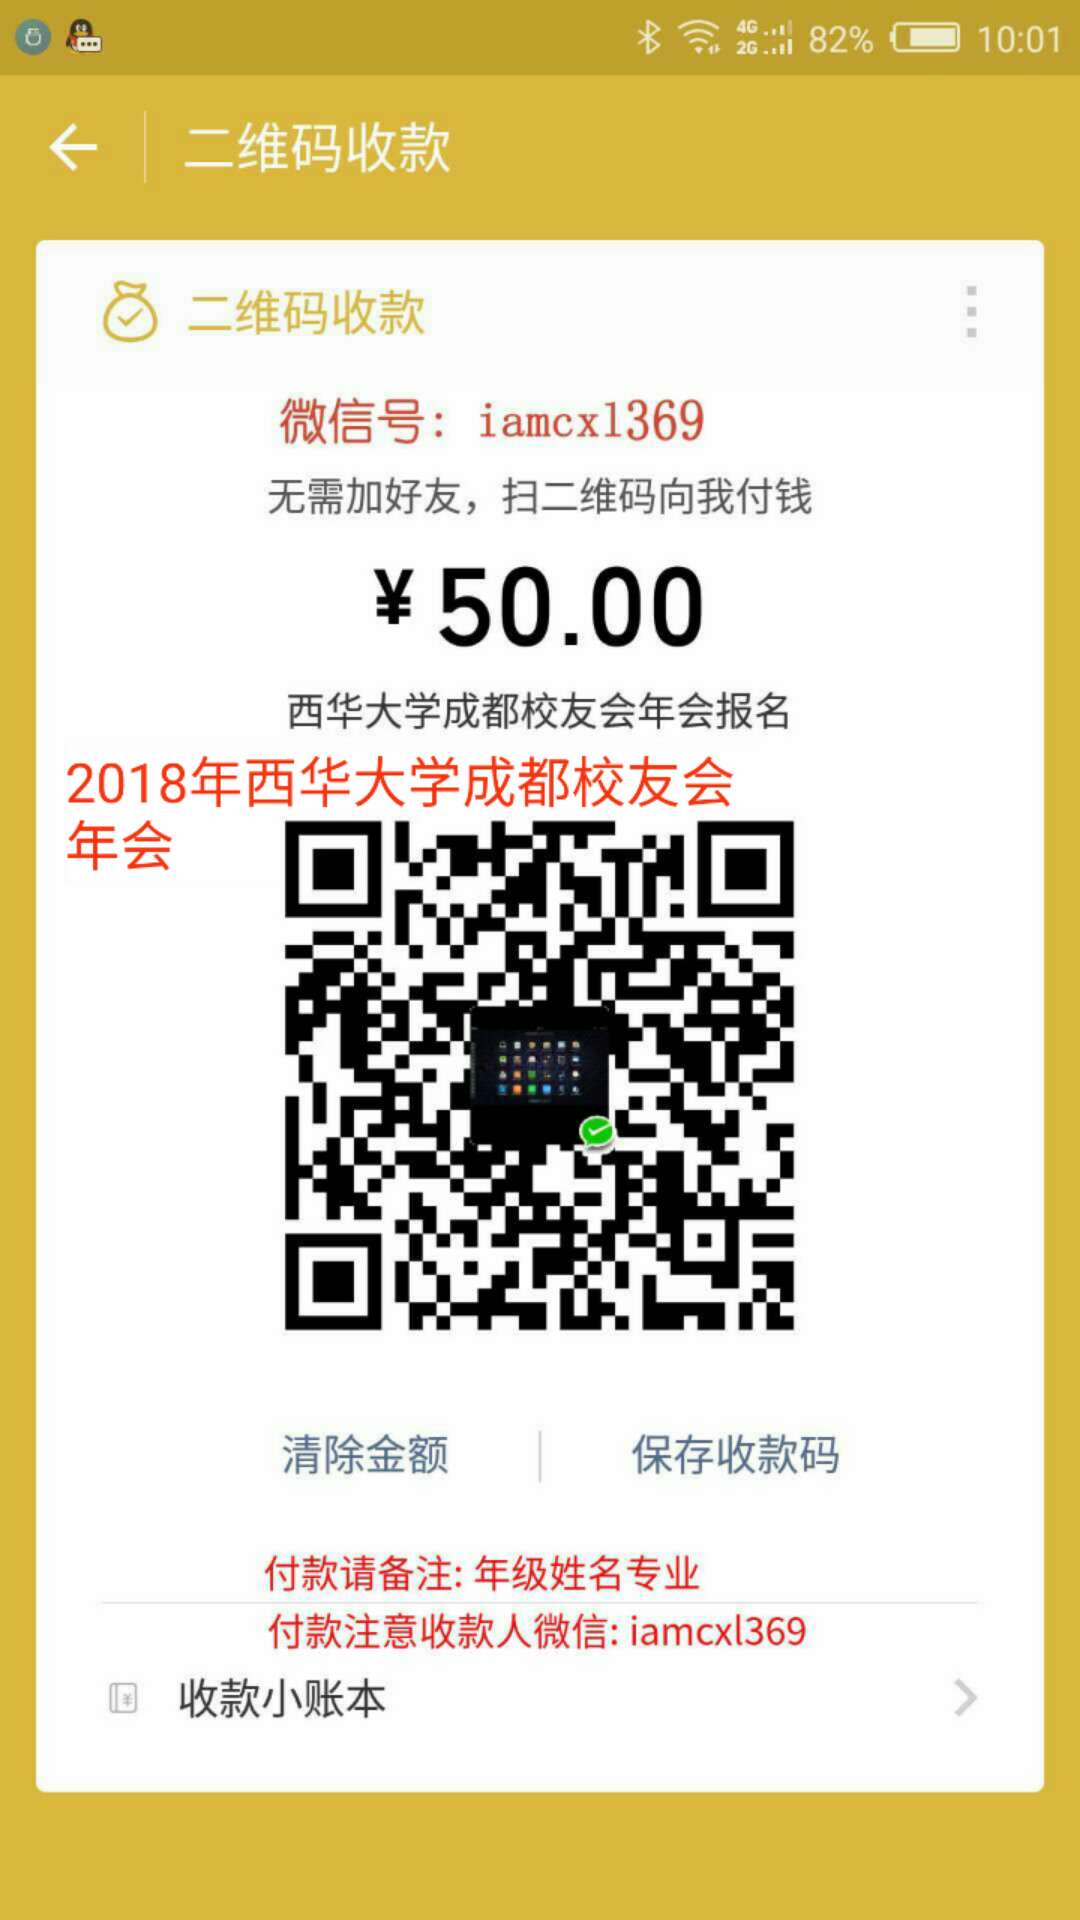 4G
2G
82%
10:01
二维码收款
二维码收款
微信号：iamcxl369
无需加好友，扫二维码向我付钱
¥50.00
西华大学成都校友会年会报名
2018年西华大学成都校友会
年会
清除金额
保存收款码
付款请备注: 年级姓名专业
付款注意收款人微信: iamcxl369
收款小账本